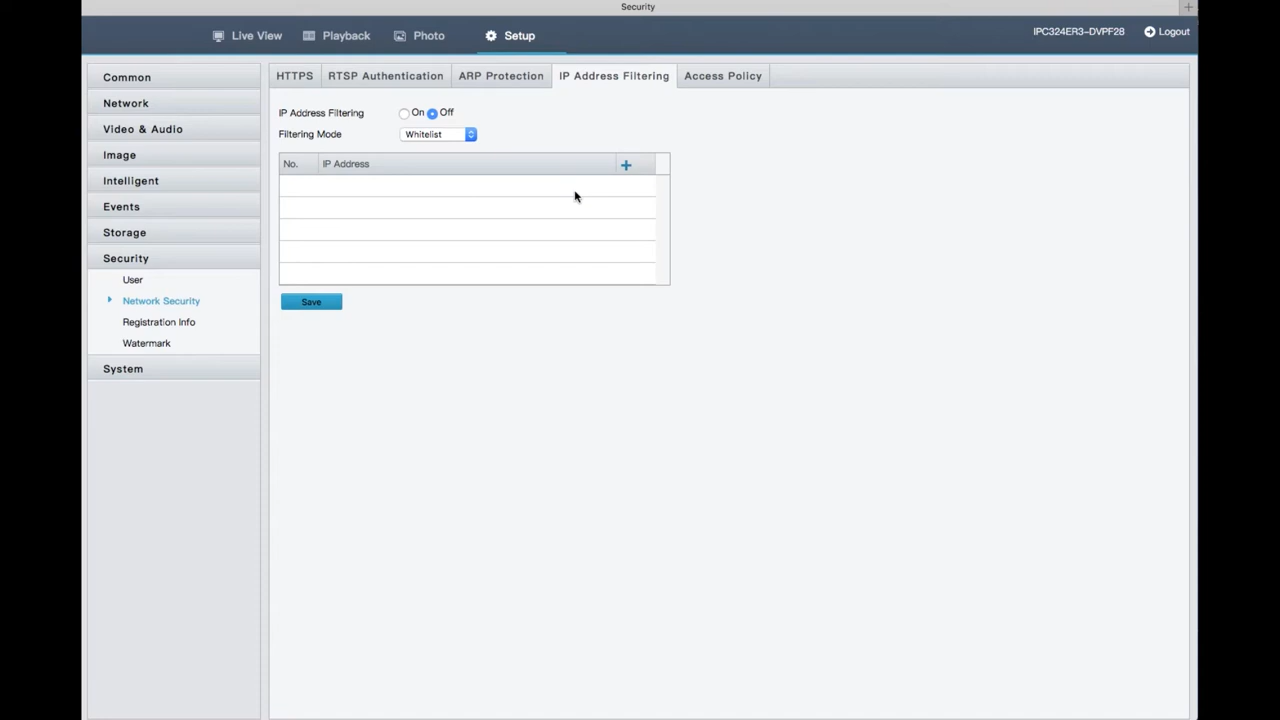 Security
Live View Playback Photo Setup IPC324ER3-DVPF28 Logout
Common
Network
Video & Audio
Image
Intelligent
Events
Storage
Security
User
Network Security
Registration Info
Watermark
System
HTTPS RTSP Authentication ARP Protection IP Address Filtering Access Policy
IP Address Filtering On Off
Filtering Mode Whitelist
No. IP Address
Save